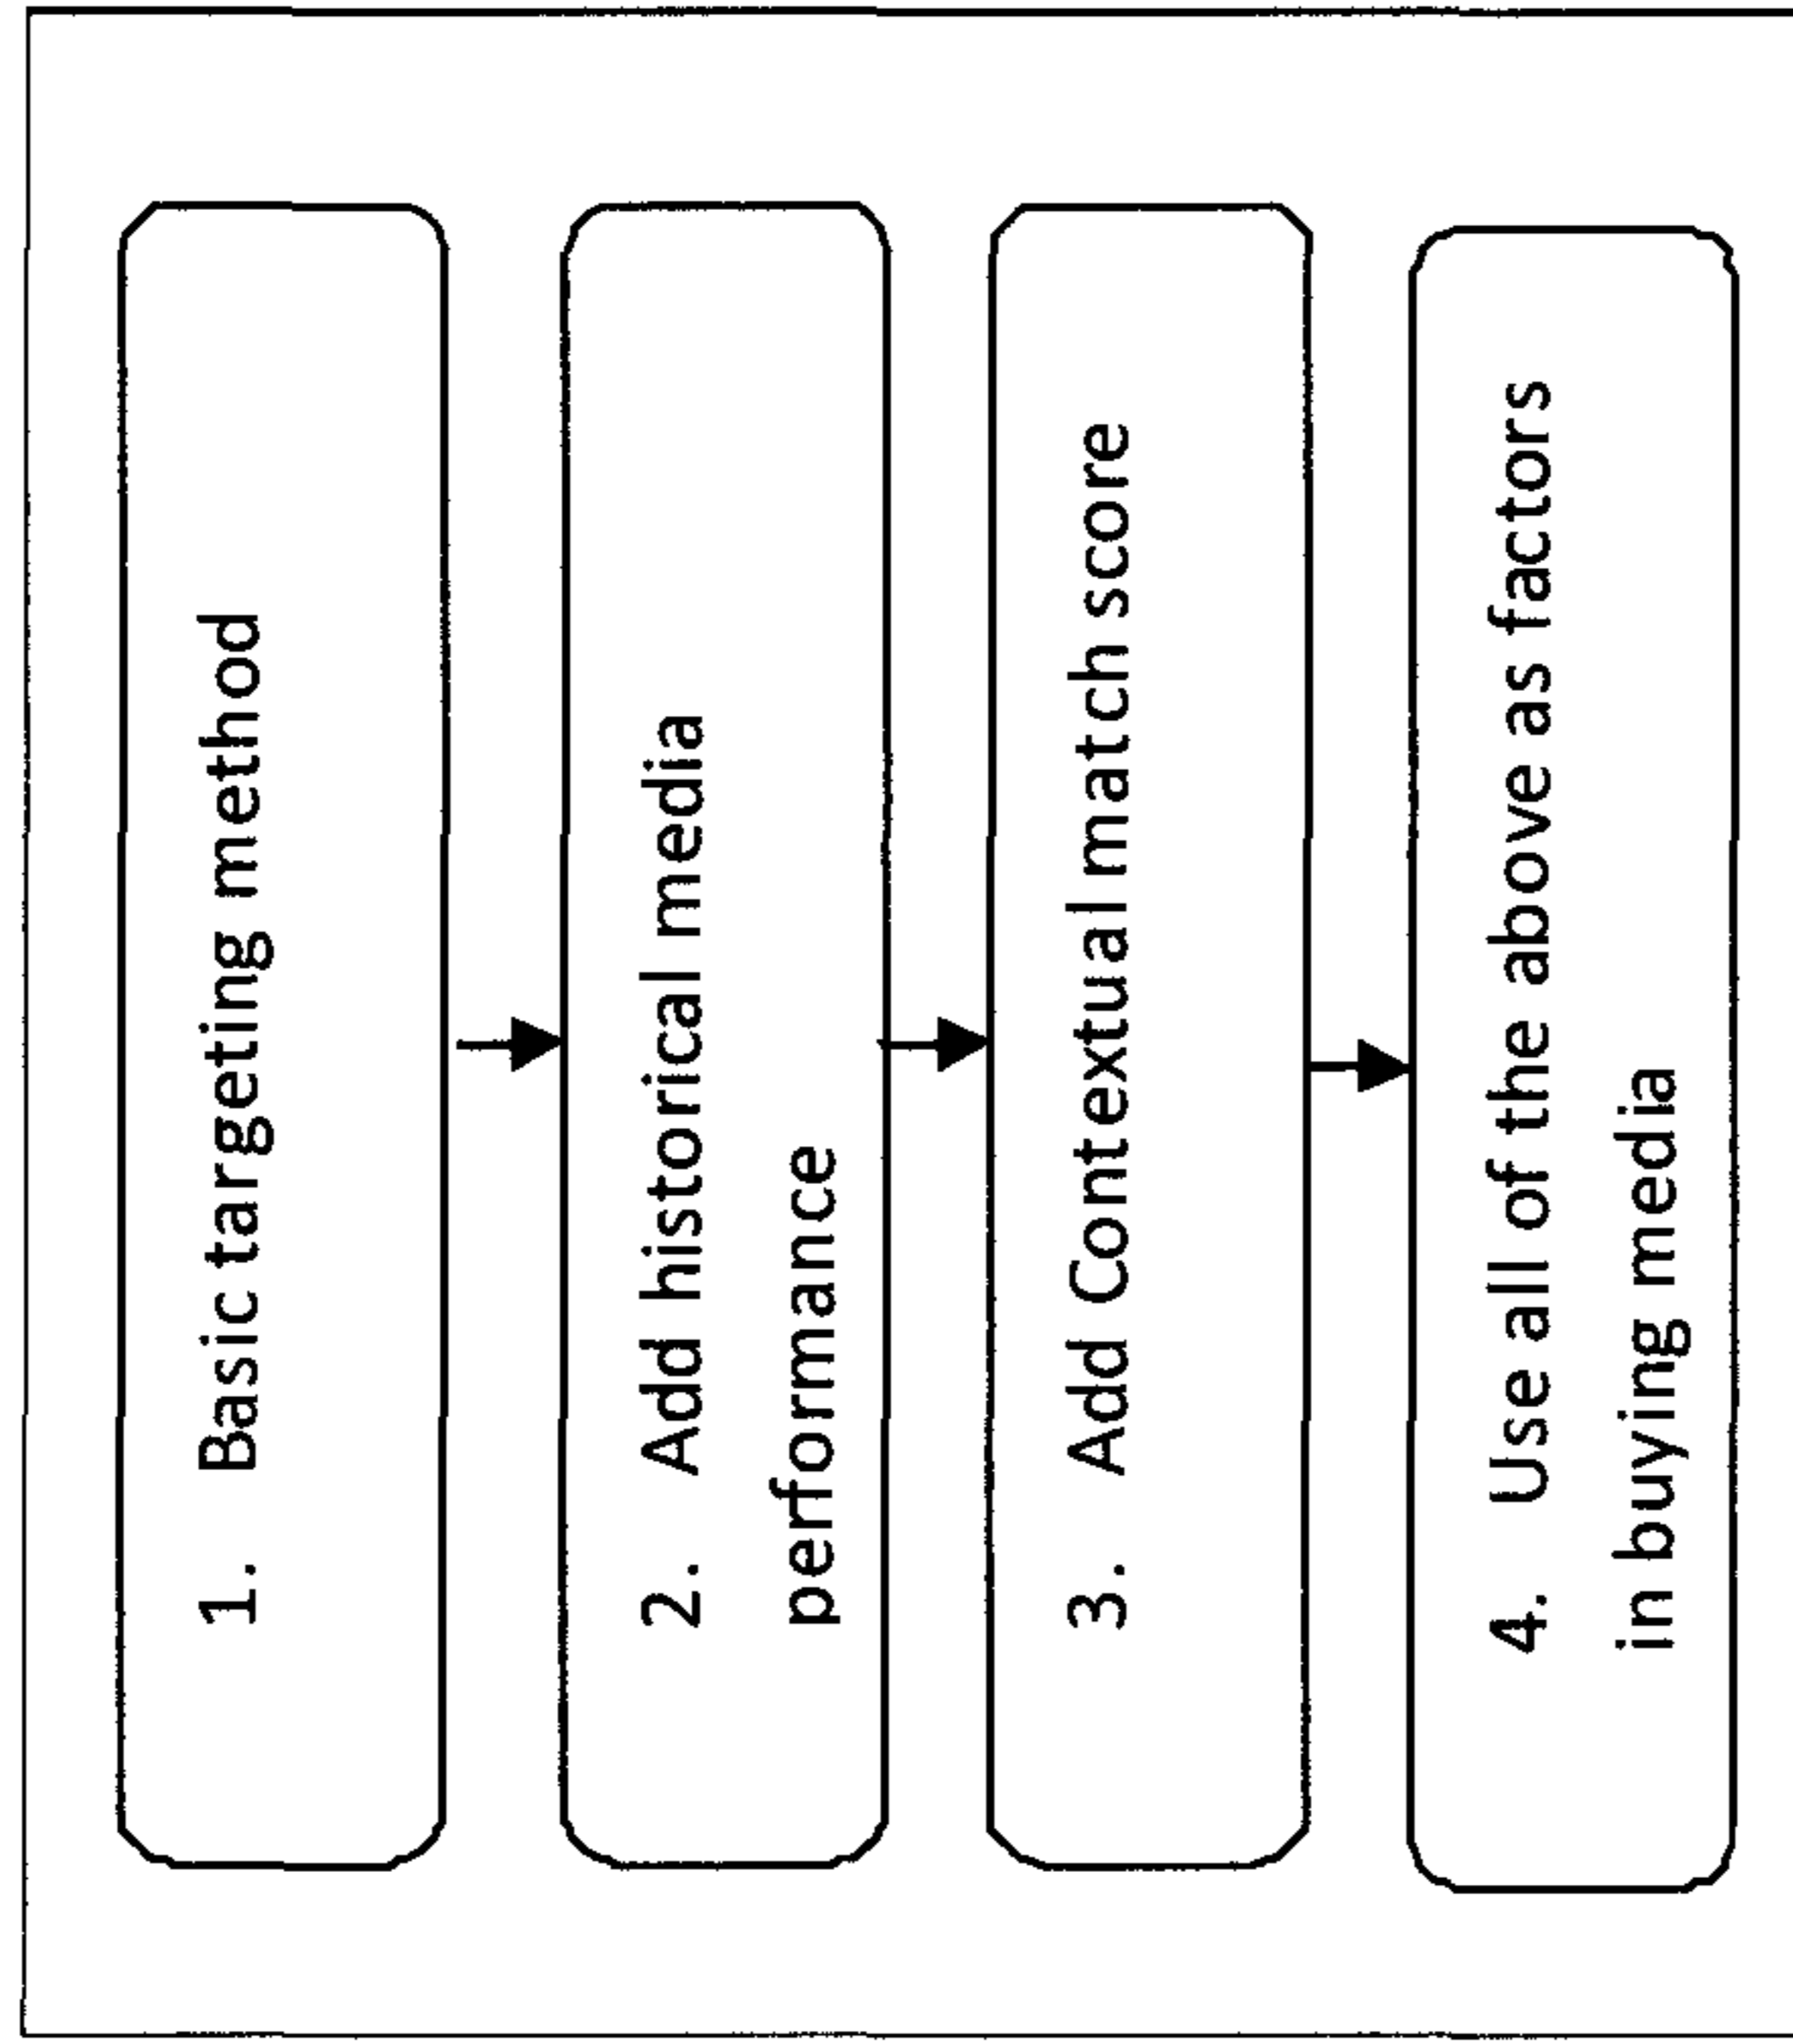 1. Basic targeting method
2. Add historical media
performance
3. Add Contextual match score
4. Use all of the above as factors
in buying media